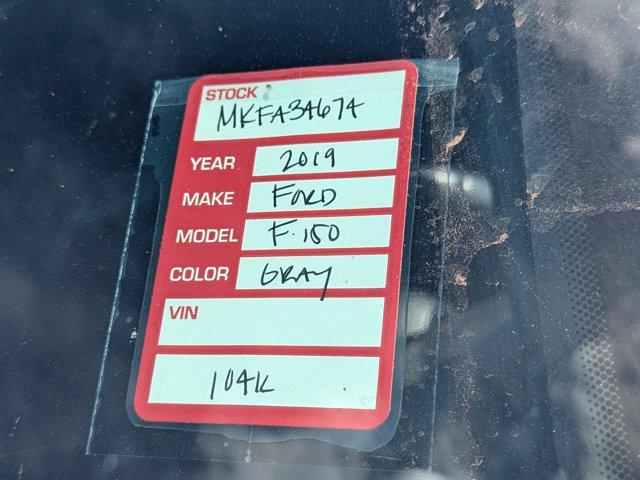 STOCK
MKFA34674
YEAR 2019
MAKE FORD
MODEL F-150
COLOR GRAY
VIN
104K